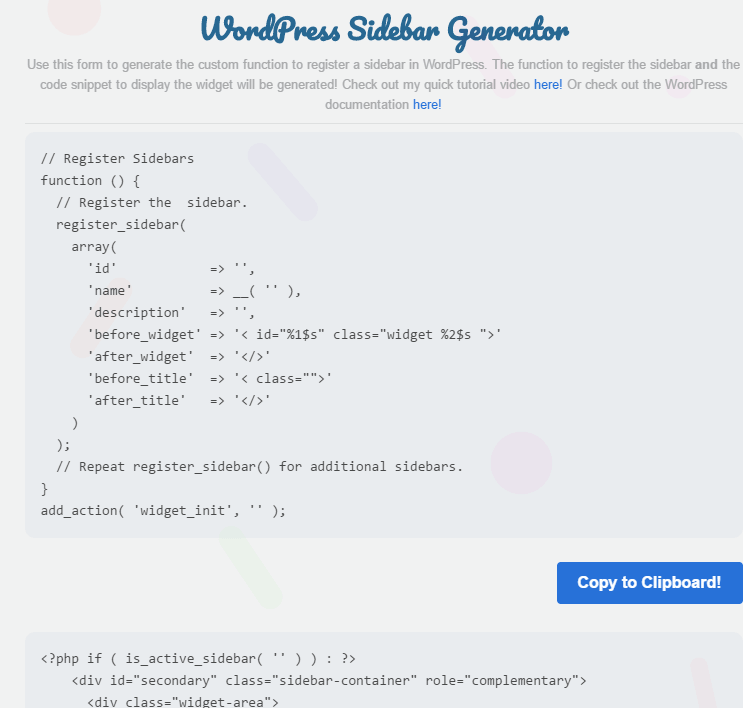 WordPress Sidebar Generator
Use this form to generate the custom function to register a sidebar in WordPress. The function to register the sidebar and the
code snippet to display the widget will be generated! Check out my quick tutorial video here! Or check out the WordPress
documentation here!
// Register Sidebars
function () {
  // Register the  sidebar.
  register_sidebar(
    array(
      'id'            => '',
      'name'          => __( '' ),
      'description'   => '',
      'before_widget' => '< id="%1$s" class="widget %2$s ">'
      'after_widget'  => '</>'
      'before_title'  => '< class="">'
      'after_title'   => '</>'
    )
  );
  // Repeat register_sidebar() for additional sidebars.
}
add_action( 'widget_init', '' );
Copy to Clipboard!
<?php if ( is_active_sidebar( '' ) ) : ?>
    <div id="secondary" class="sidebar-container" role="complementary">
      <div class="widget-area">